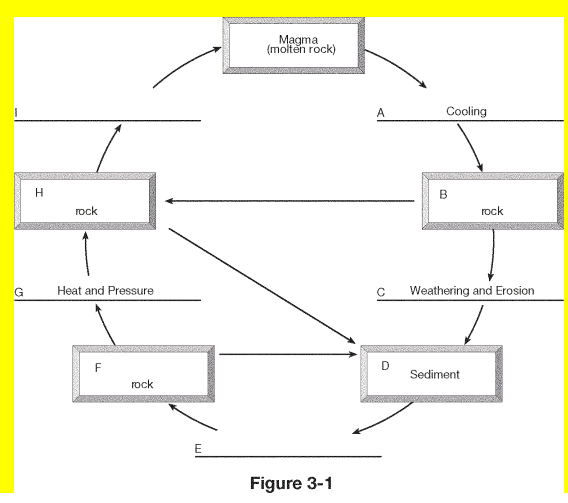 Magma
(molten rock)
I
A Cooling
H
rock
B
rock
G Heat and Pressure
C Weathering and Erosion
F
rock
D
Sediment
E
Figure 3-1